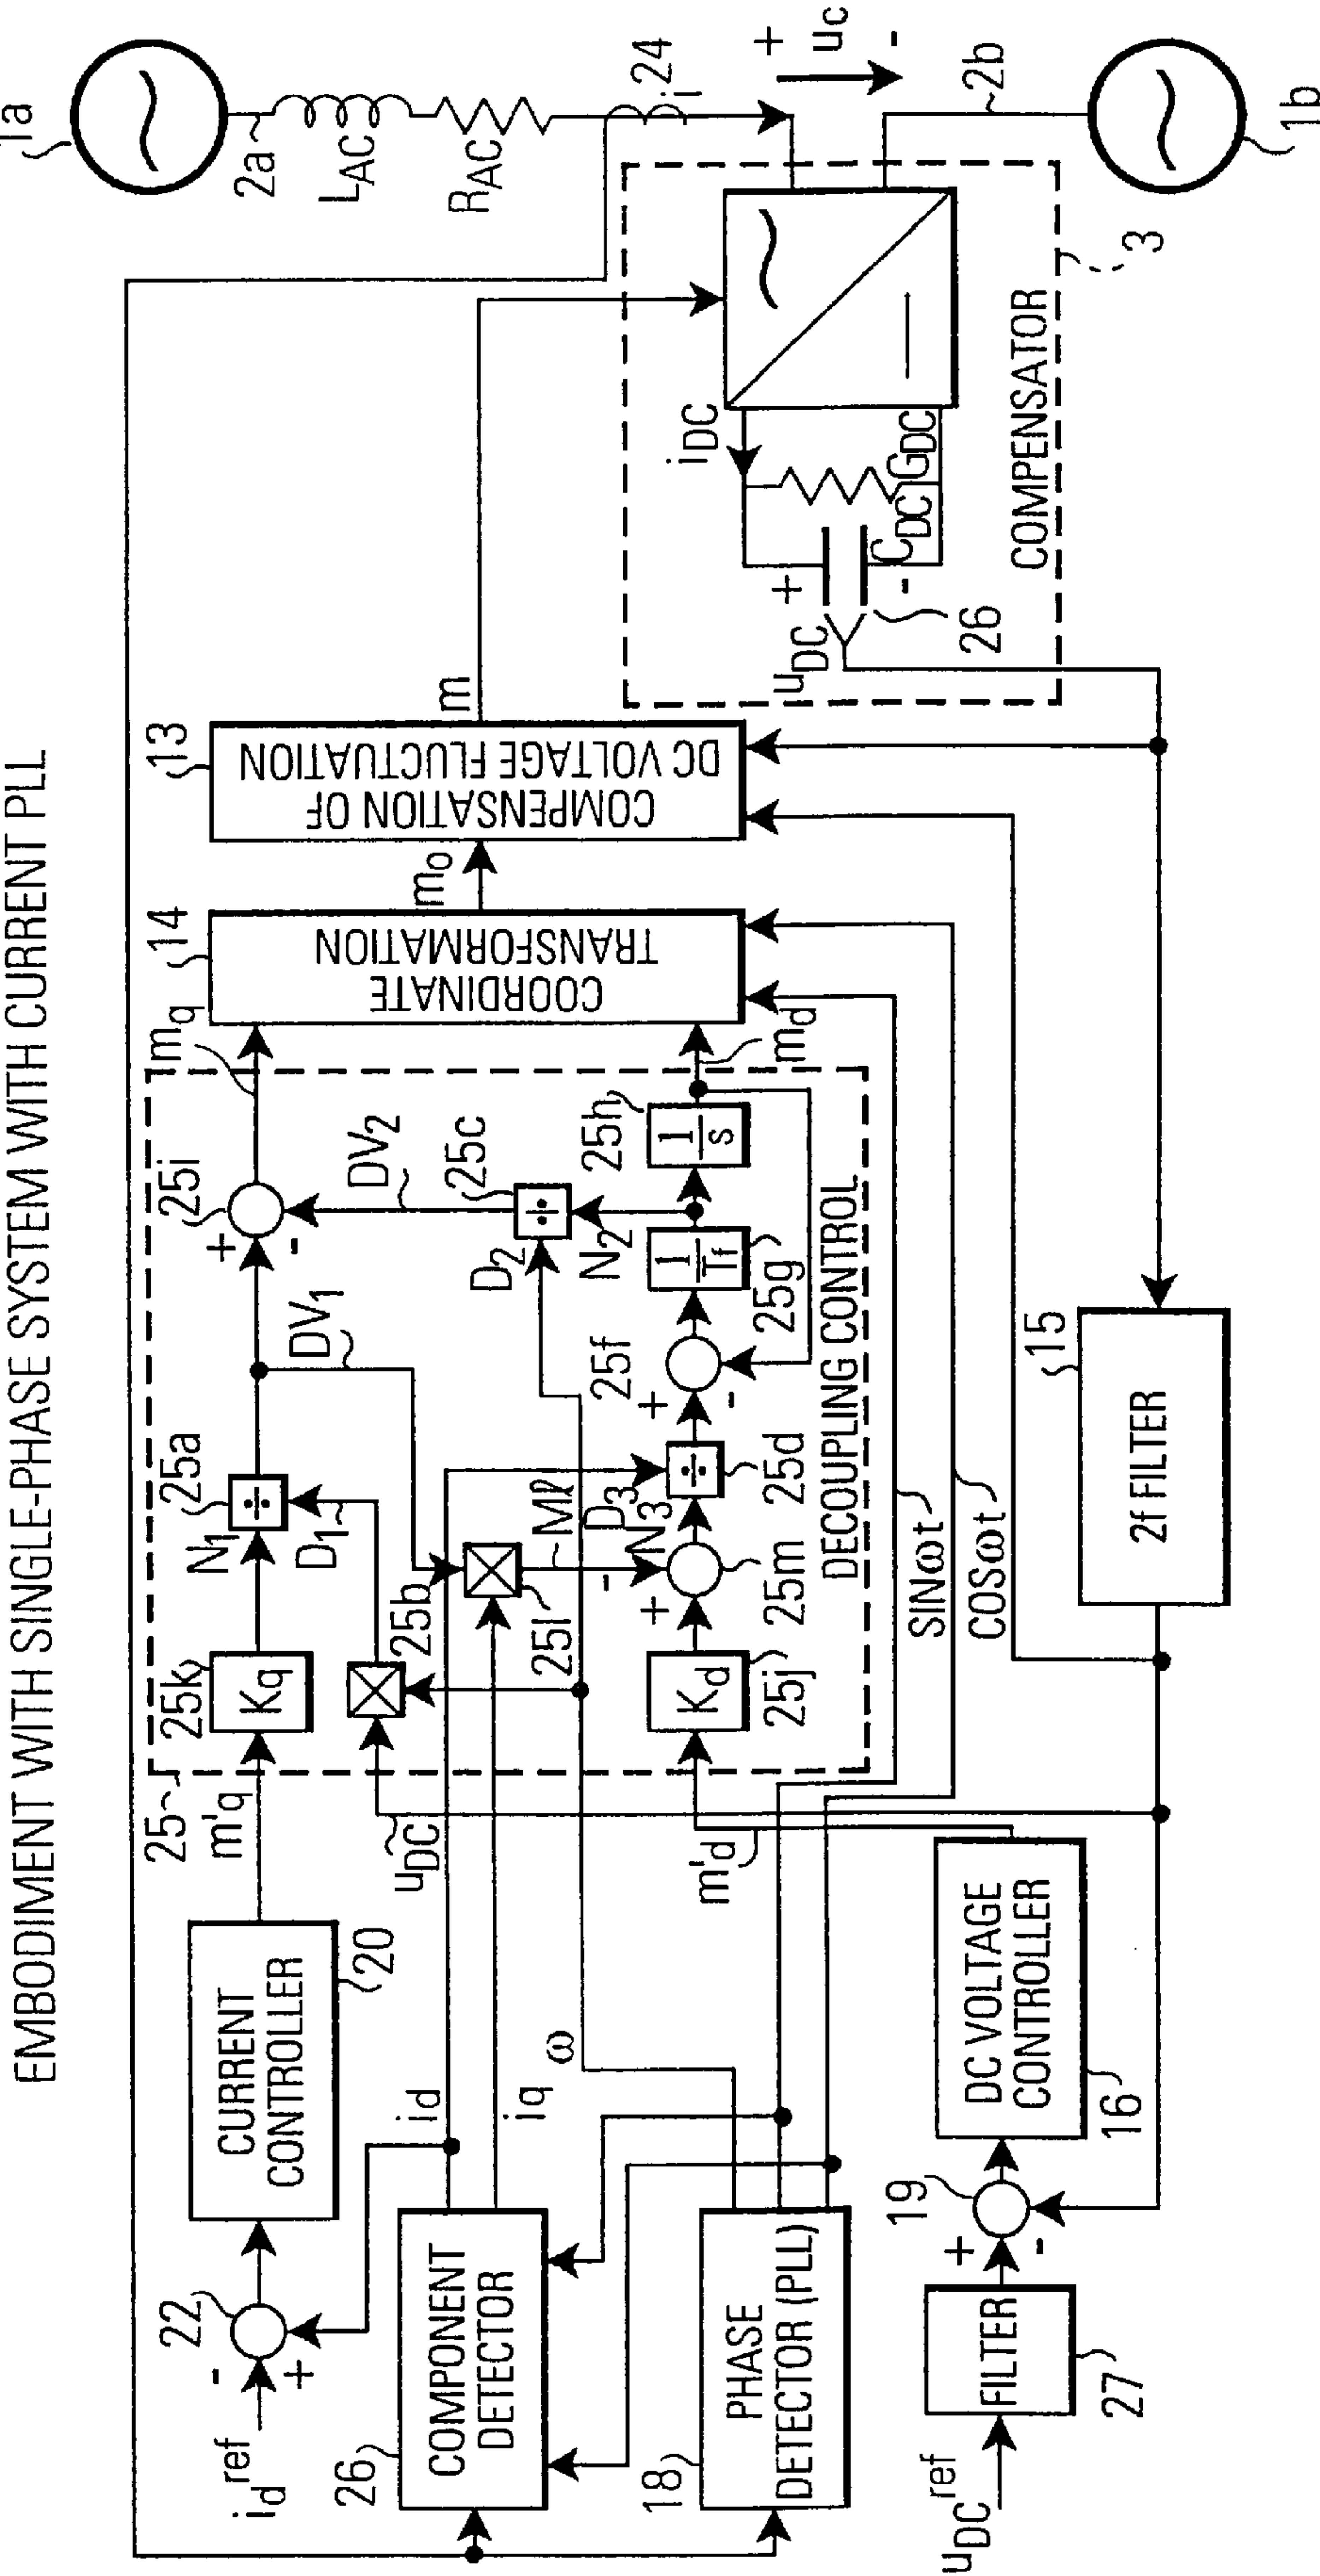 EMBODIMENT WITH SINGLE-PHASE SYSTEM WITH CURRENT PLL
i_d^ref
-
+
22
CURRENT
CONTROLLER
20
m'q
25
25k
Kq
N1
25a
D1
DV1
+
-
25i
mq
14
COORDINATE
TRANSFORMATION
mo
13
COMPENSATION OF
DC VOLTAGE FLUCTUATION
m
1a
2a
LAC
RAC
i
24
+
uc
-
2b
1b
26
COMPONENT
DETECTOR
id
iq
uDC
25b
25l
Mℓ
D2
DV2
25c
N2
18
PHASE
DETECTOR (PLL)
ω
m'd
Kd
25j
+
-
25m
N3
D3
25d
+
-
25f
1/Tf
25g
1/s
25h
md
DECOUPLING CONTROL
SINωt
COSωt
uDC^ref
FILTER
27
+
-
19
DC VOLTAGE
CONTROLLER
16
2f FILTER
15
iDC
GDC
CDC
+
-
uDC
26
COMPENSATOR
3